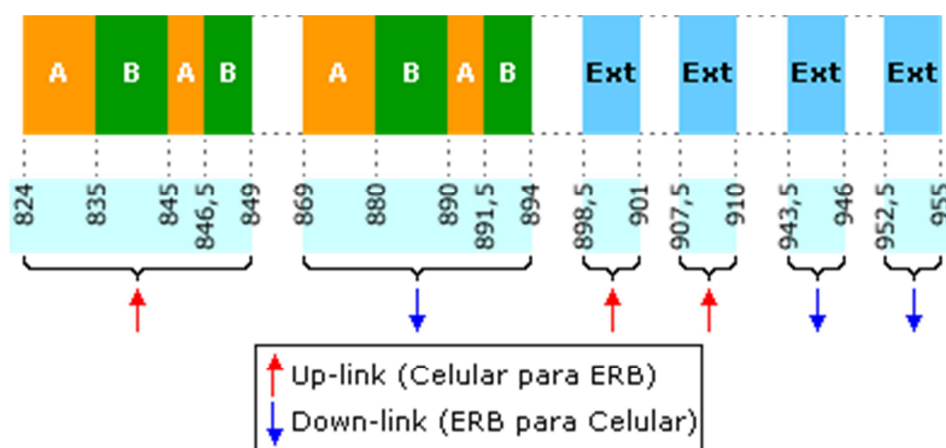 A B A B A B A B Ext Ext Ext Ext
824 835 845 846,5 849 869 880 890 891,5 894 898,5 901 907,5 910 943,5 946 952,5 955
Up-link (Celular para ERB)
Down-link (ERB para Celular)